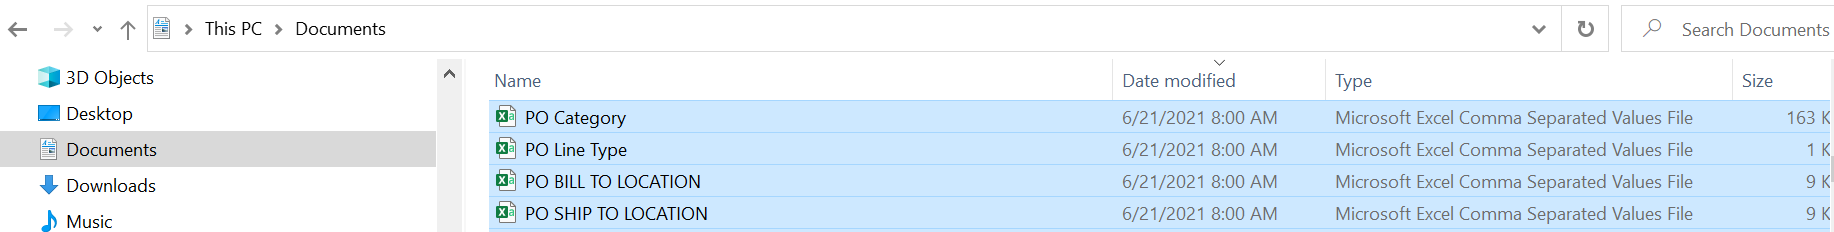 This PC > Documents
Search Documents
3D Objects
Desktop
Documents
Downloads
Music
Name Date modified Type Size
PO Category 6/21/2021 8:00 AM Microsoft Excel Comma Separated Values File 163 K
PO Line Type 6/21/2021 8:00 AM Microsoft Excel Comma Separated Values File 1 K
PO BILL TO LOCATION 6/21/2021 8:00 AM Microsoft Excel Comma Separated Values File 9 K
PO SHIP TO LOCATION 6/21/2021 8:00 AM Microsoft Excel Comma Separated Values File 9 K